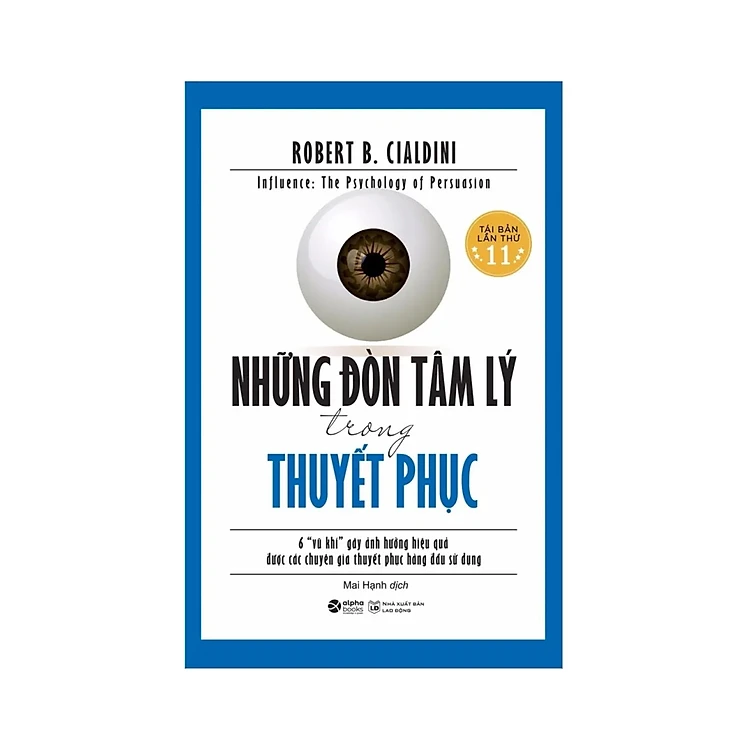 ROBERT B. CIALDINI
Influence: The Psychology of Persuasion
TÁI BẢN
LẦN THỨ
11
NHỮNG ĐÒN TÂM LÝ
trong
THUYẾT PHỤC
6 "vũ khí" gây ảnh hưởng hiệu quả
được các chuyên gia thuyết phục hàng đầu sử dụng
Mai Hạnh dịch
alpha
books
LĐ
NHÀ XUẤT BẢN
LAO ĐỘNG